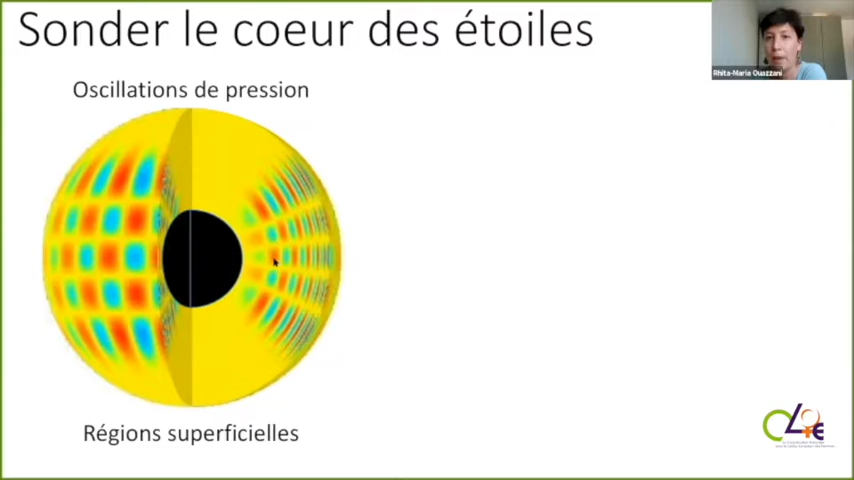 Sonder le coeur des étoiles
Rhita-Maria Ouazzani
Oscillations de pression
Régions superficielles